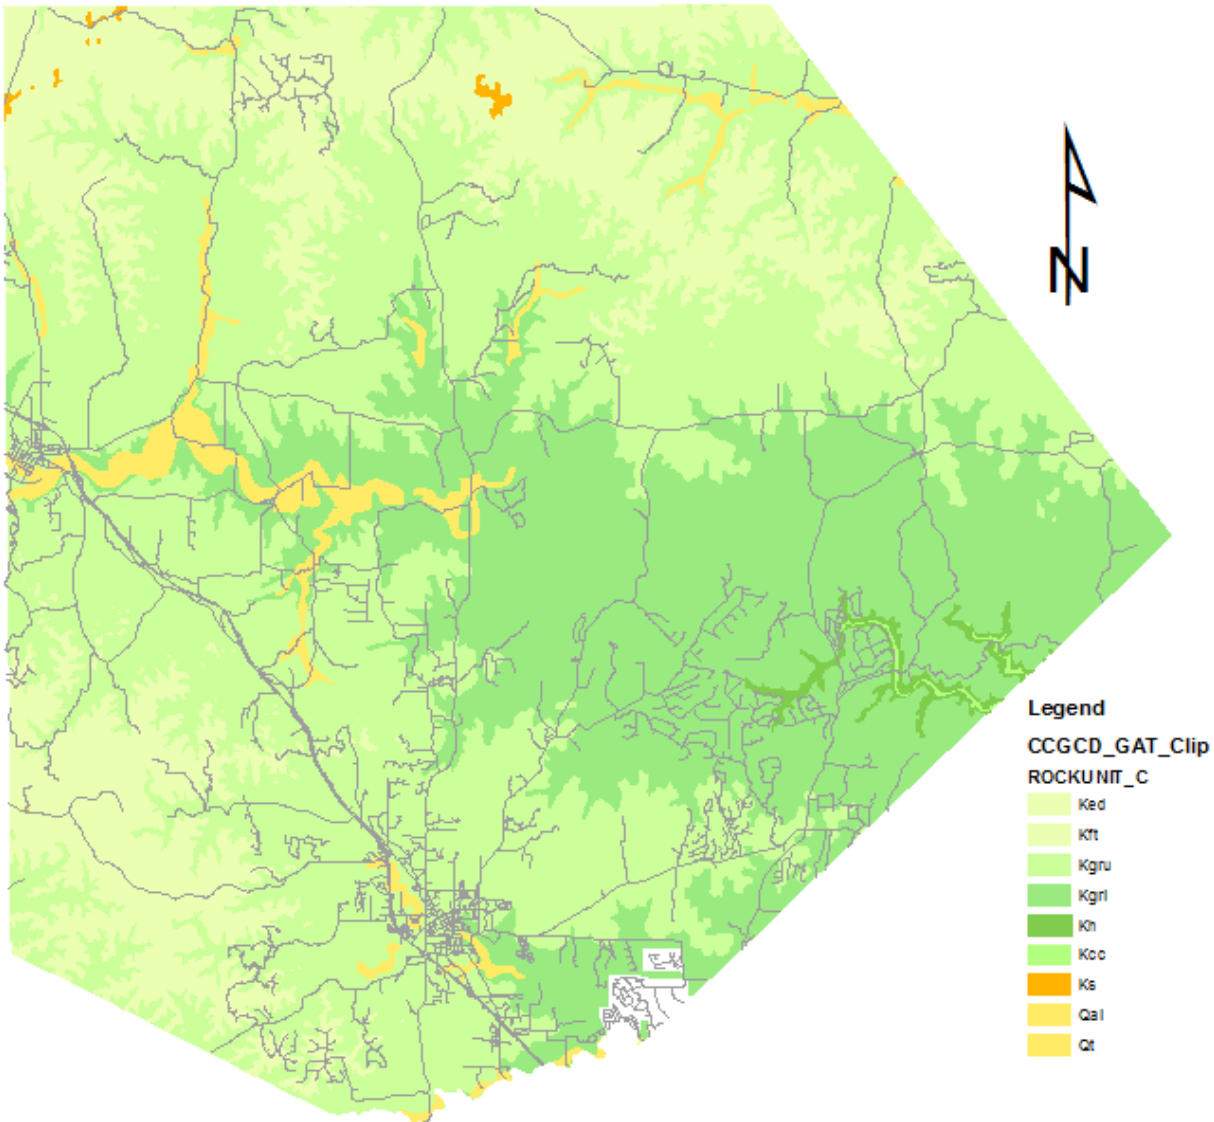 N
Legend
CCGCD_GAT_Clip
ROCKUNIT_C
Ked
Kft
Kgru
Kgrl
Kh
Kcc
Ks
Qal
Qt